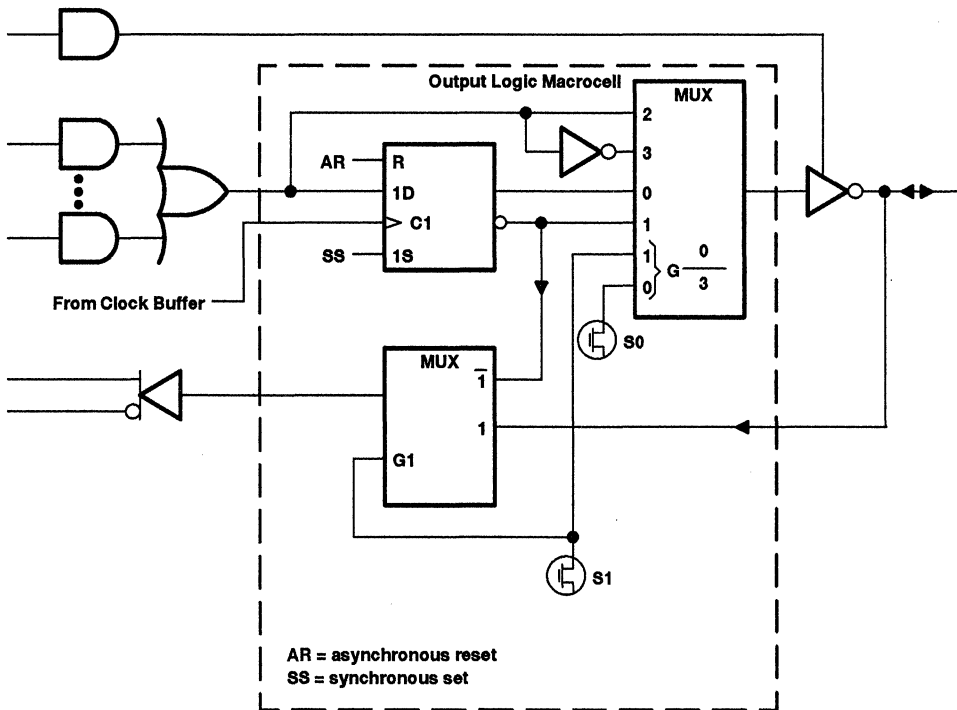 Output Logic Macrocell
MUX
2
3
AR
R
1D
0
C1
1
SS
1S
1
0
G
0
3
From Clock Buffer
S0
MUX
1̅
1
G1
S1
AR = asynchronous reset
SS = synchronous set